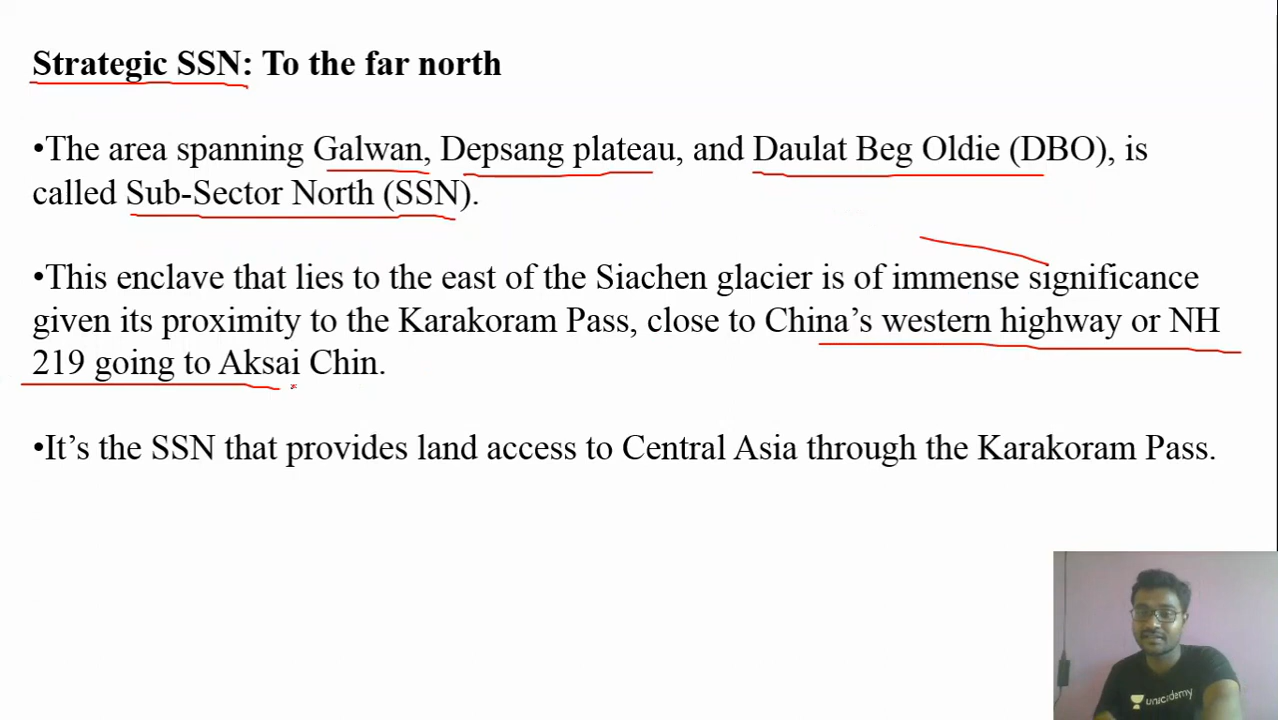 Strategic SSN: To the far north
•The area spanning Galwan, Depsang plateau, and Daulat Beg Oldie (DBO), is
called Sub-Sector North (SSN).
•This enclave that lies to the east of the Siachen glacier is of immense significance
given its proximity to the Karakoram Pass, close to China’s western highway or NH
219 going to Aksai Chin.
•It’s the SSN that provides land access to Central Asia through the Karakoram Pass.
unacademy